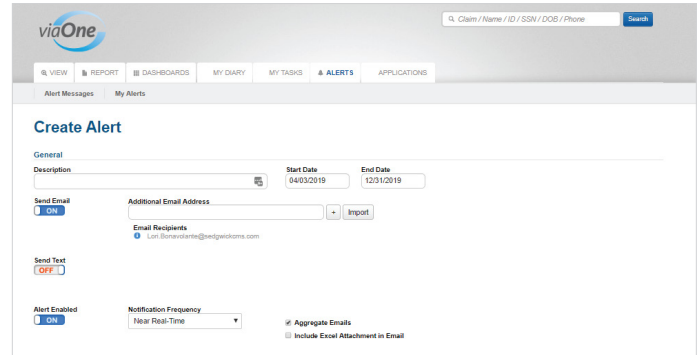 viaOne
Claim / Name / ID / SSN / DOB / Phone Search
VIEW REPORT DASHBOARDS MY DIARY MY TASKS ALERTS APPLICATIONS
Alert Messages My Alerts
Create Alert
General
Description Start Date End Date
04/03/2019 12/31/2019
Send Email Additional Email Address
ON + Import
Email Recipients
Lori.Bonavolante@sedgwickcms.com
Send Text
OFF
Alert Enabled Notification Frequency
ON Near Real-Time Aggregate Emails
Include Excel Attachment in Email